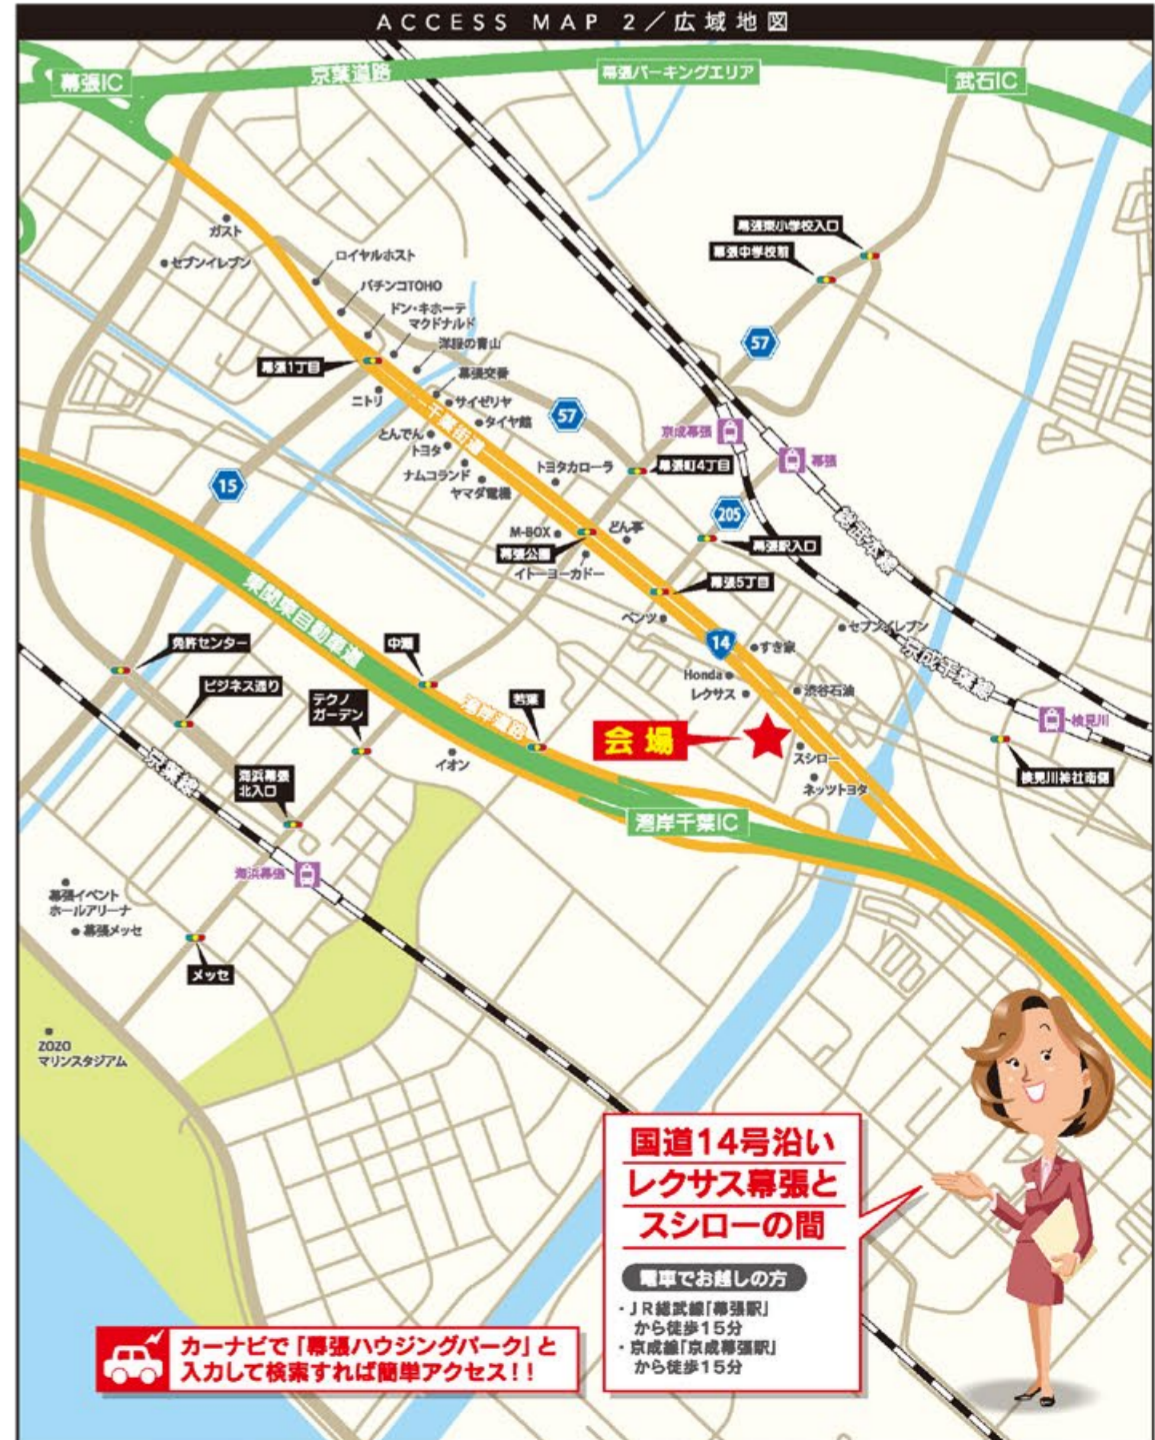 ACCESS MAP 2／広域地図
幕張IC
京葉道路
幕張パーキングエリア
武石IC
ガスト
セブンイレブン
ロイヤルホスト
パチンコTOHO
ドン・キホーテ
マクドナルド
洋服の青山
幕張1丁目
幕張交番
ニトリ
サイゼリヤ
タイヤ館
千葉街道
とんでん
トヨタ
ナムコランド
ヤマダ電機
トヨタカローラ
57
幕張東小学校入口
幕張中学校前
57
京成幕張
幕張
幕張町4丁目
15
205
M-BOX
どん亭
幕張公園
イトーヨーカドー
幕張駅入口
総武本線
幕張5丁目
東関東自動車道
ベンツ
14
すき家
セブンイレブン
京成千葉線
Honda
レクサス
渋谷石油
検見川
免許センター
中瀬
ビジネス通り
テクノ
ガーデン
湾岸道路
若葉
会場
スシロー
ネッツトヨタ
検見川神社南側
イオン
京葉線
海浜幕張
北入口
湾岸千葉IC
海浜幕張
幕張イベント
ホールアリーナ
幕張メッセ
メッセ
ZOZO
マリンスタジアム
国道14号沿い
レクサス幕張と
スシローの間
電車でお越しの方
・JR総武線「幕張駅」
から徒歩15分
・京成線「京成幕張駅」
から徒歩15分
カーナビで「幕張ハウジングパーク」と
入力して検索すれば簡単アクセス！！